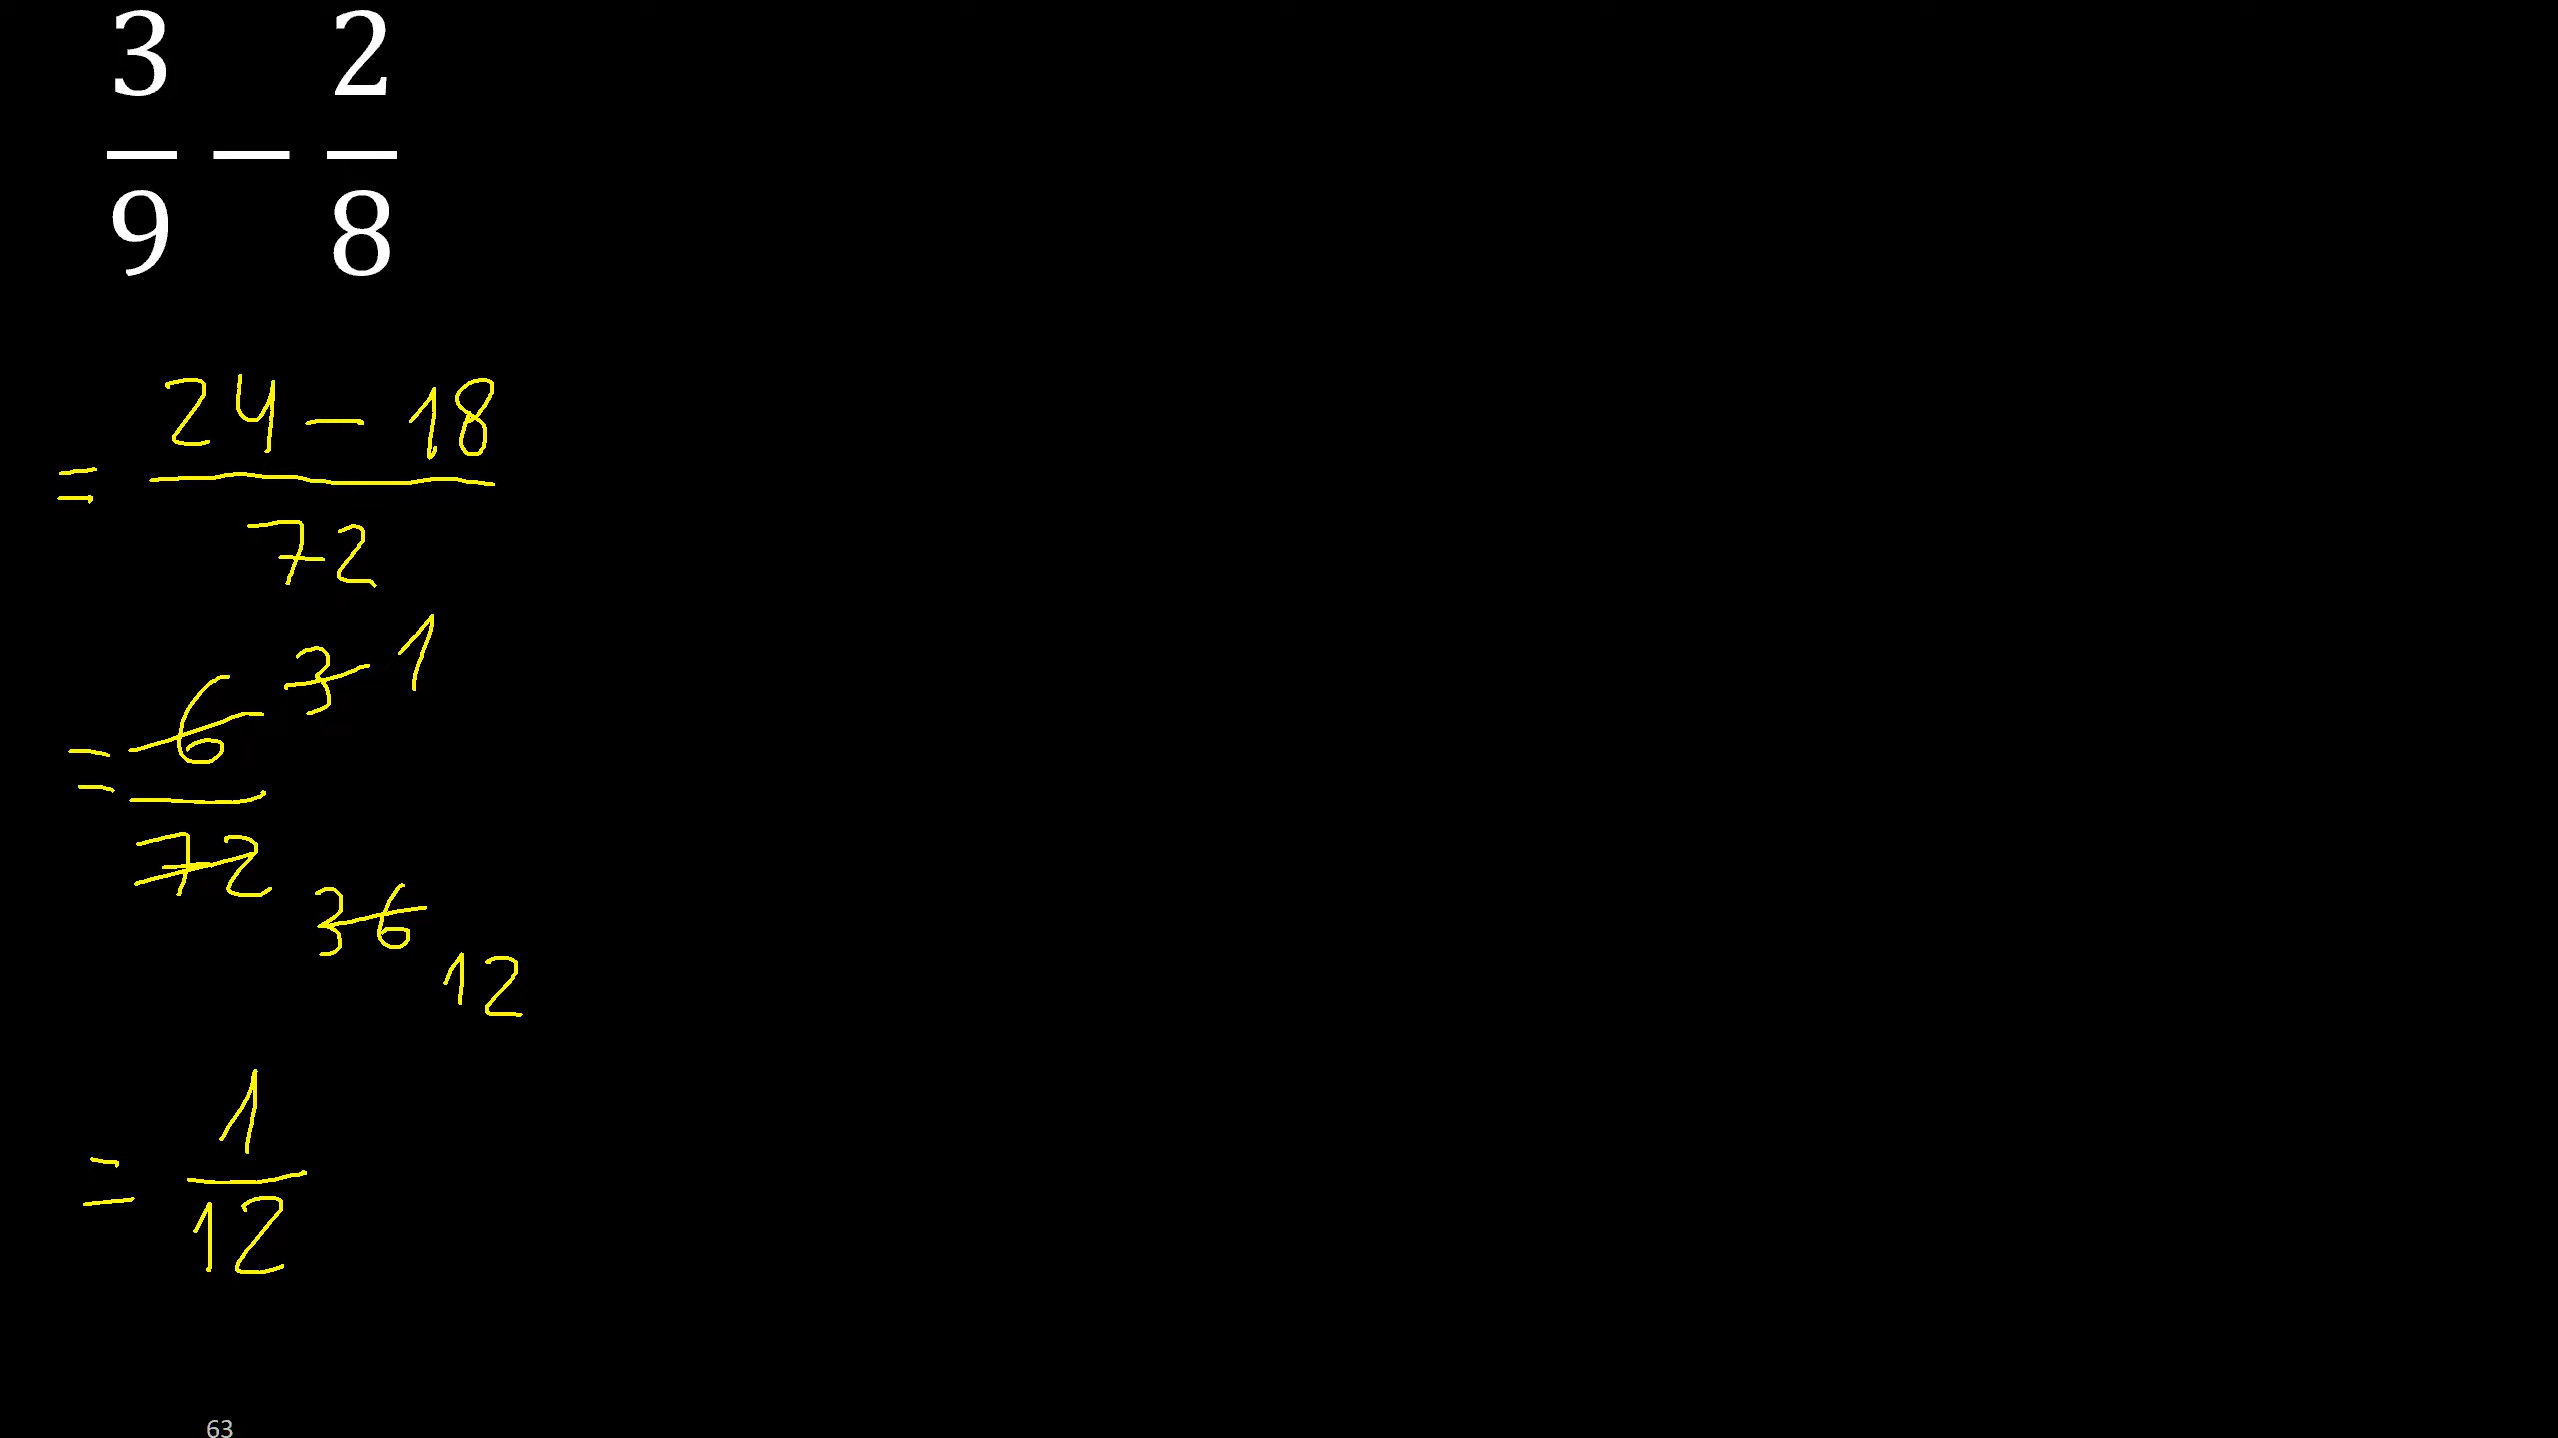 3 2
— — —
9 8
24 - 18
=
72
6 3 1
=
72 36 12
1
=
12
63